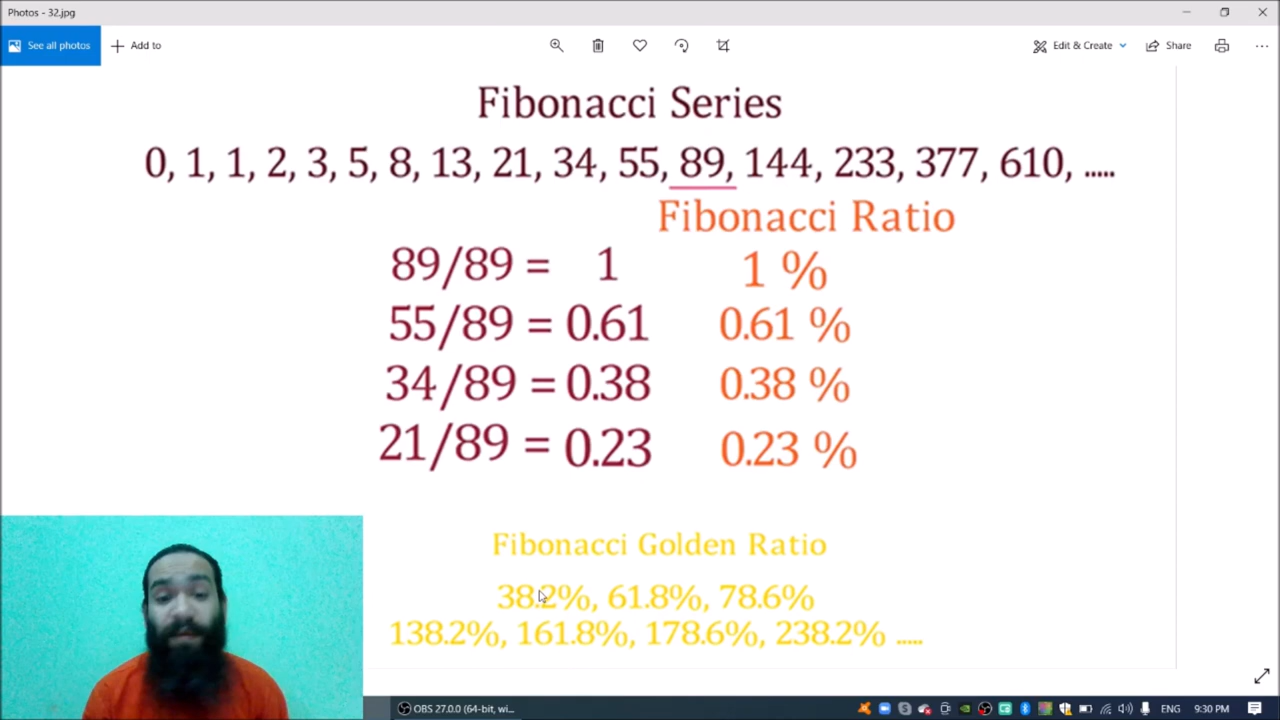 Photos - 32.jpg
See all photos
Add to
Edit & Create
Share
Fibonacci Series
0, 1, 1, 2, 3, 5, 8, 13, 21, 34, 55, 89, 144, 233, 377, 610, .....
Fibonacci Ratio
89/89 = 1 1 %
55/89 = 0.61 0.61 %
34/89 = 0.38 0.38 %
21/89 = 0.23 0.23 %
Fibonacci Golden Ratio
38.2%, 61.8%, 78.6%
138.2%, 161.8%, 178.6%, 238.2% .....
OBS 27.0.0 (64-bit, wi...
ENG
9:30 PM